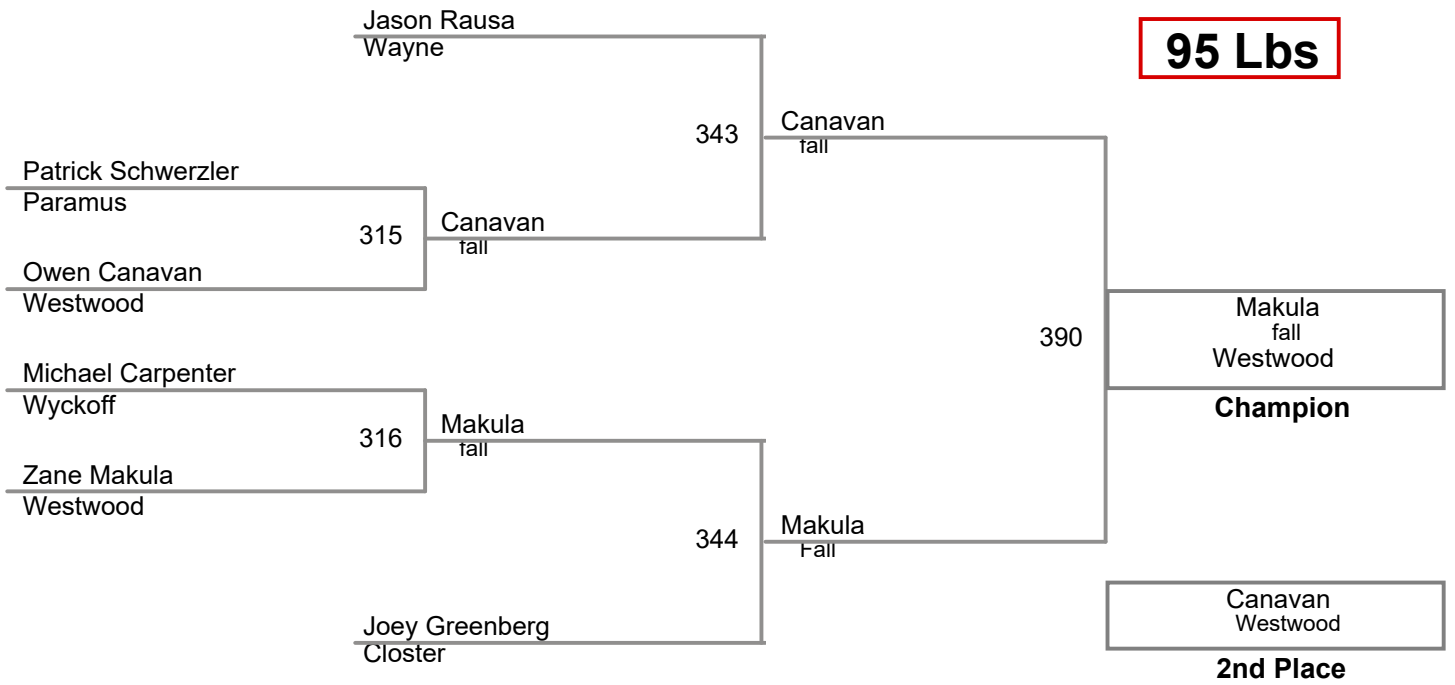 Jason Rausa
Wayne
95 Lbs
343
Canavan
fall
Patrick Schwerzler
Paramus
315
Canavan
fall
Owen Canavan
Westwood
390
Makula
fall
Westwood
Champion
Michael Carpenter
Wyckoff
316
Makula
fall
Zane Makula
Westwood
344
Makula
Fall
Joey Greenberg
Closter
Canavan
Westwood
2nd Place